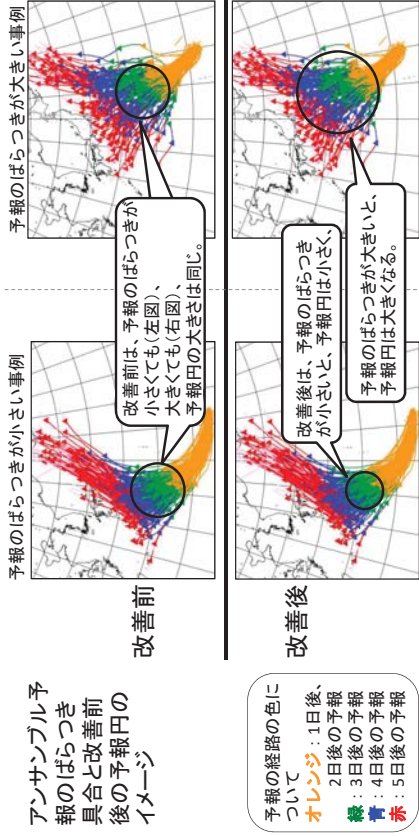 アンサンブル予
報のばらつき
具合と改善前
後の予報円の
イメージ
予報のばらつきが小さい事例
予報のばらつきが大きい事例
改善前
改善前は、予報のばらつきが
小さくても(左図)、
大きくても(右図)、
予報円の大きさは同じ。
改善後
改善後は、予報のばらつき
が小さいと、予報円は小さく、
予報のばらつきが大きいと、
予報円は大きくなる。
予報の経路の色に
ついて
オレンジ:1日後、
2日後の予報
緑:3日後の予報
青:4日後の予報
赤:5日後の予報